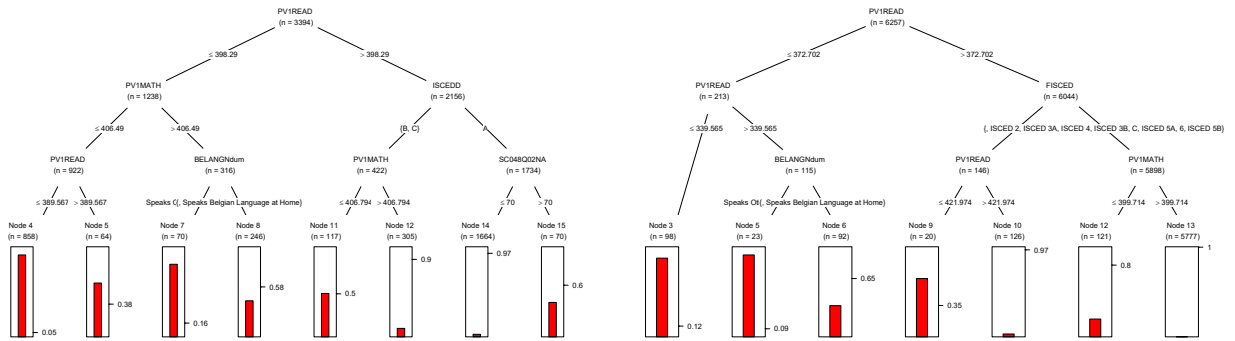 PV1READ
(n = 3394)
≤ 398.29
> 398.29
PV1MATH
(n = 1238)
ISCEDD
(n = 2156)
≤ 406.49
> 406.49
{B, C}
A
PV1READ
(n = 922)
BELANGNdum
(n = 316)
PV1MATH
(n = 422)
SC048Q02NA
(n = 1734)
≤ 389.567
> 389.567
Speaks O{, Speaks Belgian Language at Home}
≤ 406.794
> 406.794
≤ 70
> 70
Node 4
(n = 858)
Node 5
(n = 64)
Node 7
(n = 70)
Node 8
(n = 246)
Node 11
(n = 117)
Node 12
(n = 305)
Node 14
(n = 1664)
Node 15
(n = 70)
0.05
0.38
0.16
0.58
0.5
0.9
0.97
0.6
PV1READ
(n = 6257)
≤ 372.702
> 372.702
PV1READ
(n = 213)
FISCED
(n = 6044)
≤ 339.565
> 339.565
{, ISCED 2, ISCED 3A, ISCED 4, ISCED 3B, C, ISCED 5A, 6, ISCED 5B}
BELANGNdum
(n = 115)
PV1READ
(n = 146)
PV1MATH
(n = 5898)
Speaks Ot{, Speaks Belgian Language at Home}
≤ 421.974
> 421.974
≤ 399.714
> 399.714
Node 3
(n = 98)
Node 5
(n = 23)
Node 6
(n = 92)
Node 9
(n = 20)
Node 10
(n = 126)
Node 12
(n = 121)
Node 13
(n = 5777)
0.12
0.09
0.65
0.35
0.97
0.8
1